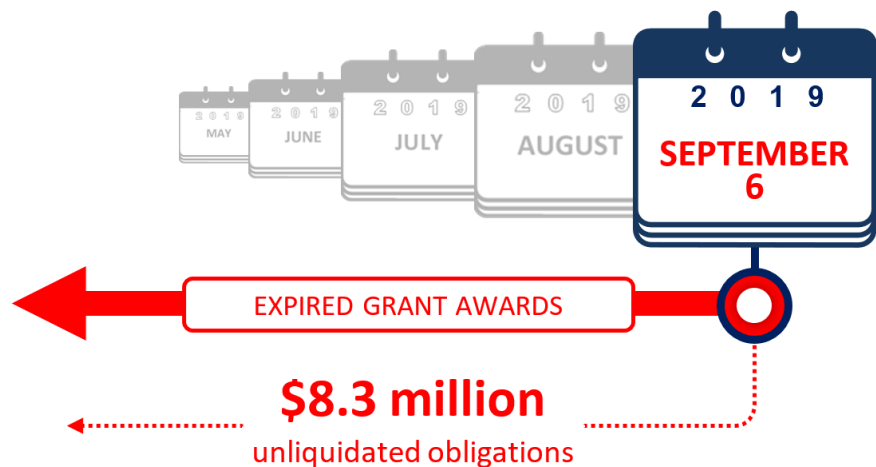 2019
MAY
2019
JUNE
2019
JULY
2019
AUGUST
2019
SEPTEMBER
6
EXPIRED GRANT AWARDS
$8.3 million
unliquidated obligations